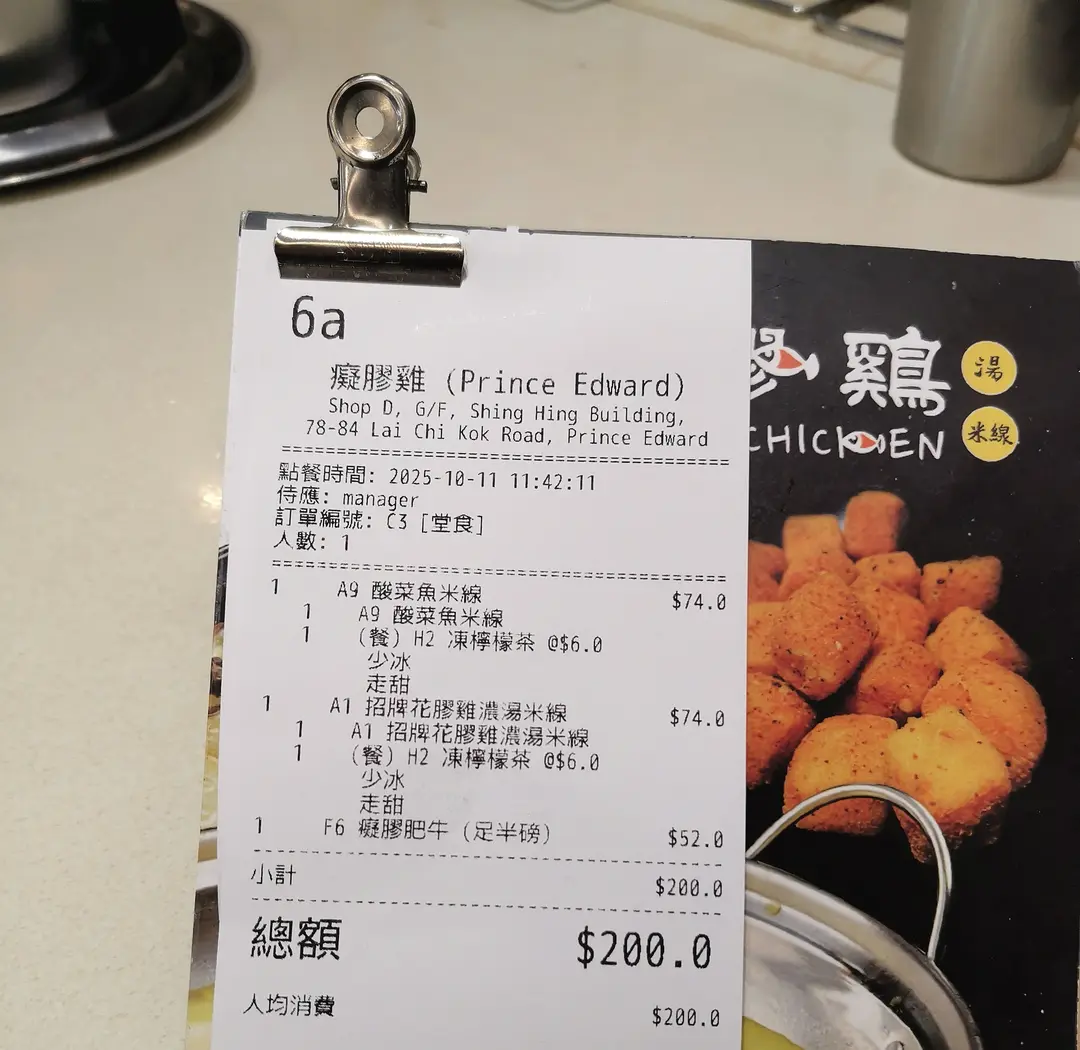 6a
癡膠雞 (Prince Edward)
Shop D, G/F, Shing Hing Building,
78-84 Lai Chi Kok Road, Prince Edward
點餐時間: 2025-10-11 11:42:11
侍應: manager
訂單編號: C3 [堂食]
人數: 1
1 A9 酸菜魚米線 $74.0
1 A9 酸菜魚米線
1 (餐) H2 凍檸檬茶 @$6.0
少冰
走甜
1 A1 招牌花膠雞濃湯米線 $74.0
1 A1 招牌花膠雞濃湯米線
1 (餐) H2 凍檸檬茶 @$6.0
少冰
走甜
1 F6 癡膠肥牛 (足半磅) $52.0
小計 $200.0
總額 $200.0
人均消費 $200.0
膠雞 湯
CHICKEN 米線